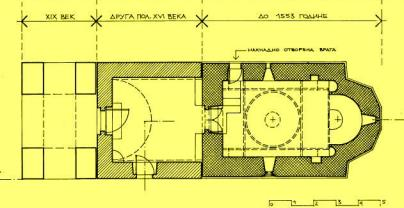 XIX ВЕК
ДРУГА ПОЛ. XVI ВЕКА
ДО 1553 ГОДИНЕ
НАКНАДНО ОТВОРЕНА ВРАТА
0 1 2 3 4 5